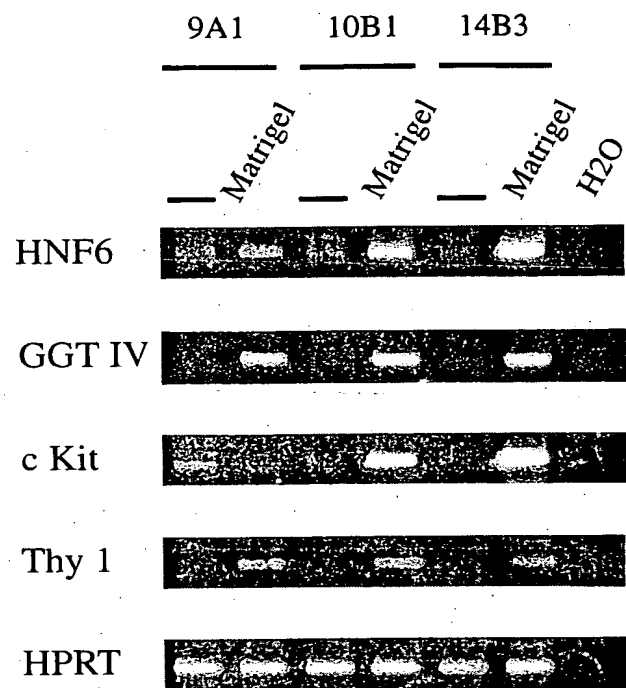 9A1 10B1 14B3
Matrigel Matrigel Matrigel H2O
HNF6
GGT IV
c Kit
Thy 1
HPRT